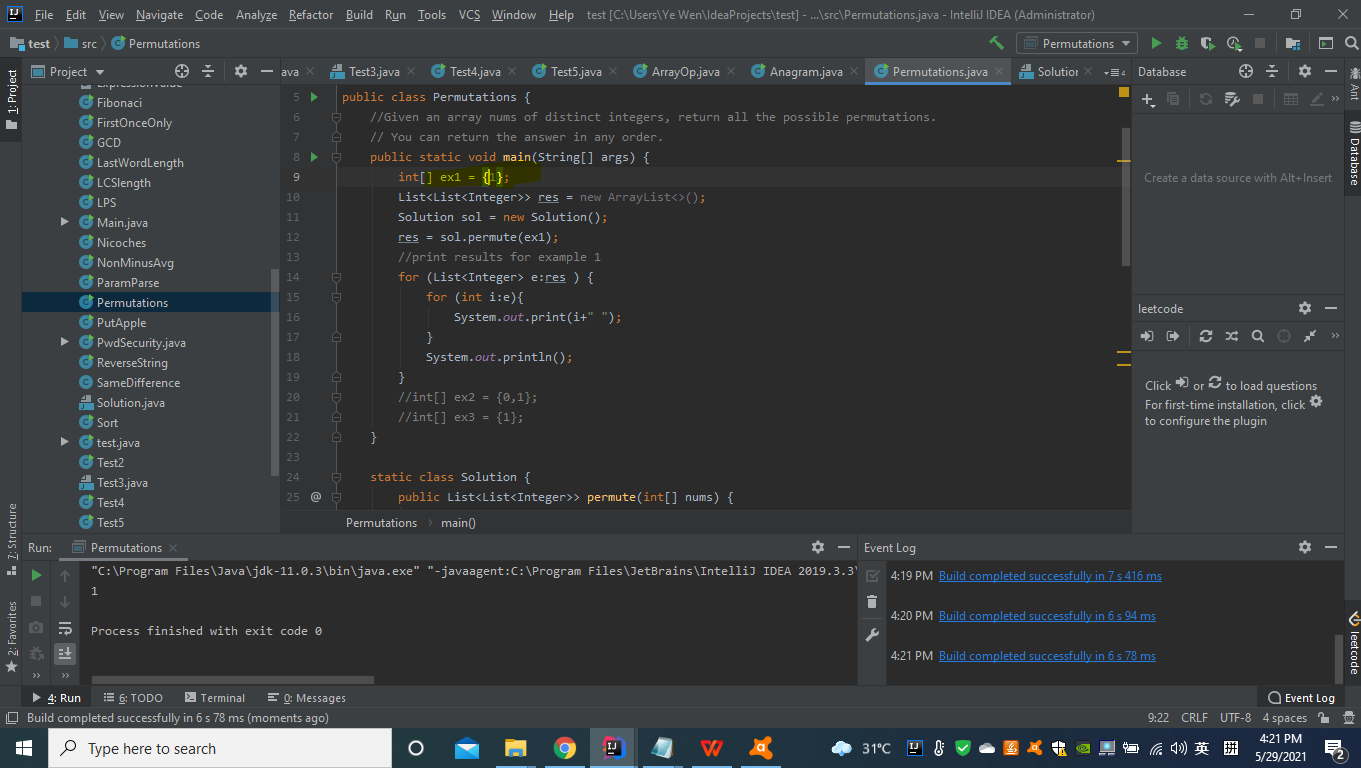 File Edit View Navigate Code Analyze Refactor Build Run Tools VCS Window Help test [C:\Users\Ye Wen\IdeaProjects\test] - ...\src\Permutations.java - IntelliJ IDEA (Administrator)
test src Permutations Permutations
1: Project
Project
ava Test3.java Test4.java Test5.java ArrayOp.java Anagram.java Permutations.java Solution 4
Database
Ant
Database
ExpressionValue
Fibonaci
FirstOnceOnly
GCD
LastWordLength
LCSlength
LPS
Main.java
Nicoches
NonMinusAvg
ParamParse
Permutations
PutApple
PwdSecurity.java
ReverseString
SameDifference
Solution.java
Sort
test.java
Test2
Test3.java
Test4
Test5
5 public class Permutations {
6 //Given an array nums of distinct integers, return all the possible permutations.
7 // You can return the answer in any order.
8 public static void main(String[] args) {
9 int[] ex1 = {1};
10 List<List<Integer>> res = new ArrayList<>();
11 Solution sol = new Solution();
12 res = sol.permute(ex1);
13 //print results for example 1
14 for (List<Integer> e:res ) {
15 for (int i:e){
16 System.out.print(i+" ");
17 }
18 System.out.println();
19 }
20 //int[] ex2 = {0,1};
21 //int[] ex3 = {1};
22 }
23
24 static class Solution {
25 @ public List<List<Integer>> permute(int[] nums) {
Permutations › main()
Create a data source with Alt+Insert
leetcode
Click or to load questions
For first-time installation, click
to configure the plugin
7: Structure
2: Favorites
Run: Permutations
"C:\Program Files\Java\jdk-11.0.3\bin\java.exe" "-javaagent:C:\Program Files\JetBrains\IntelliJ IDEA 2019.3.3\
1
Process finished with exit code 0
Event Log
4:19 PM Build completed successfully in 7 s 416 ms
4:20 PM Build completed successfully in 6 s 94 ms
4:21 PM Build completed successfully in 6 s 78 ms
leetcode
4: Run 6: TODO Terminal 0: Messages Event Log
Build completed successfully in 6 s 78 ms (moments ago) 9:22 CRLF UTF-8 4 spaces
Type here to search
31°C
英
4:21 PM
5/29/2021
2